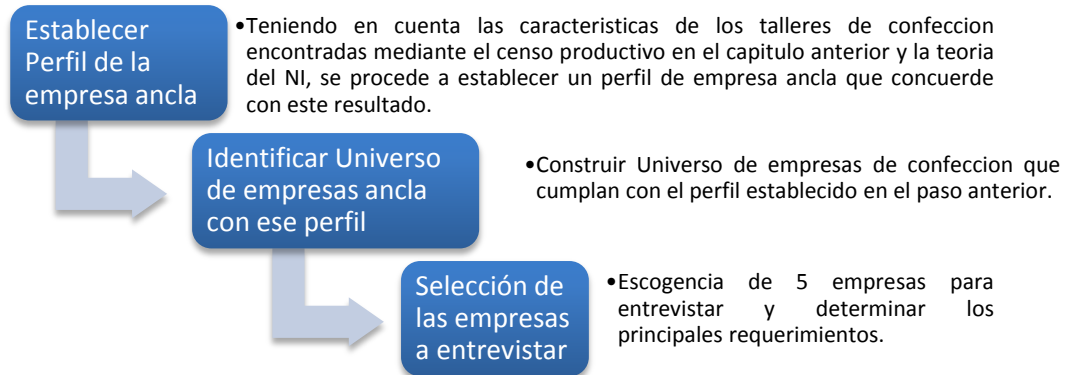 Establecer
Perfil de la
empresa ancla
•Teniendo en cuenta las caracteristicas de los talleres de confeccion
encontradas mediante el censo productivo en el capitulo anterior y la teoria
del NI, se procede a establecer un perfil de empresa ancla que concuerde
con este resultado.
Identificar Universo
de empresas ancla
con ese perfil
•Construir Universo de empresas de confeccion que
cumplan con el perfil establecido en el paso anterior.
Selección de
las empresas
a entrevistar
•Escogencia de 5 empresas para
entrevistar y determinar los
principales requerimientos.